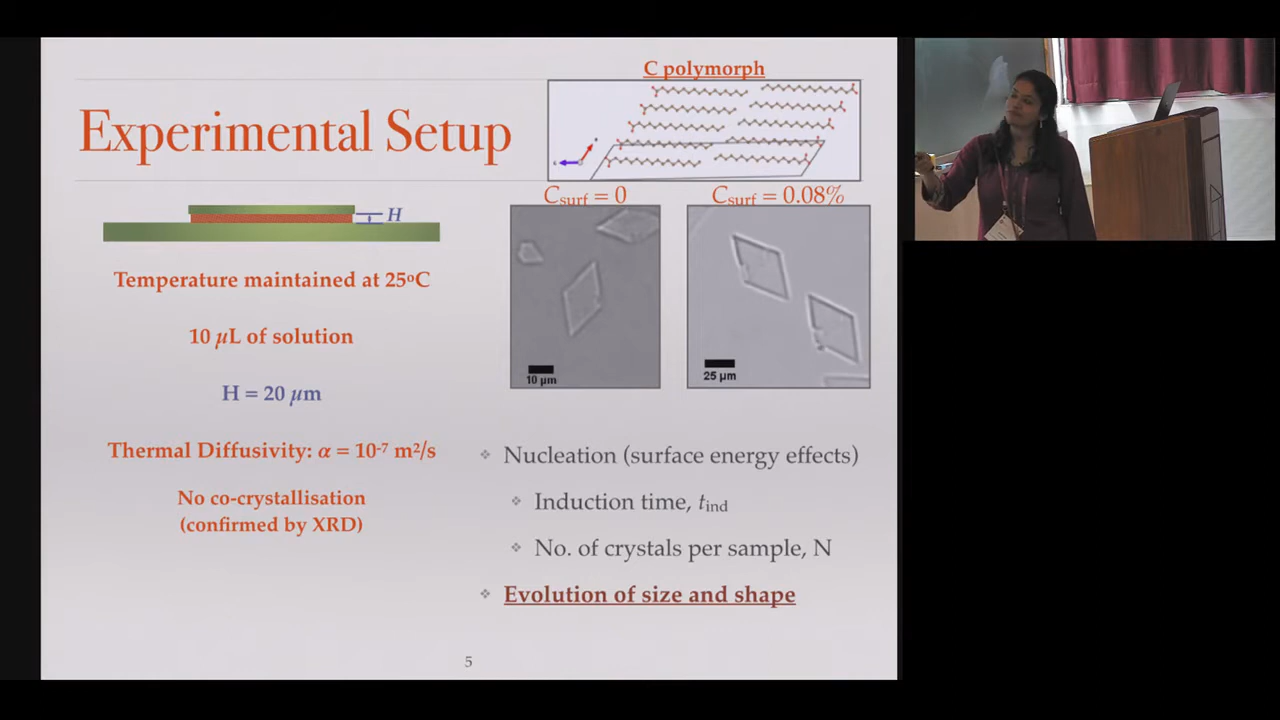 C polymorph
Experimental Setup
C_surf = 0
C_surf = 0.08%
H
10 μm
25 μm
Temperature maintained at 25°C
10 μL of solution
H = 20 μm
Thermal Diffusivity: α = 10⁻⁷ m²/s
No co-crystallisation
(confirmed by XRD)
Nucleation (surface energy effects)
Induction time, t_ind
No. of crystals per sample, N
Evolution of size and shape
5